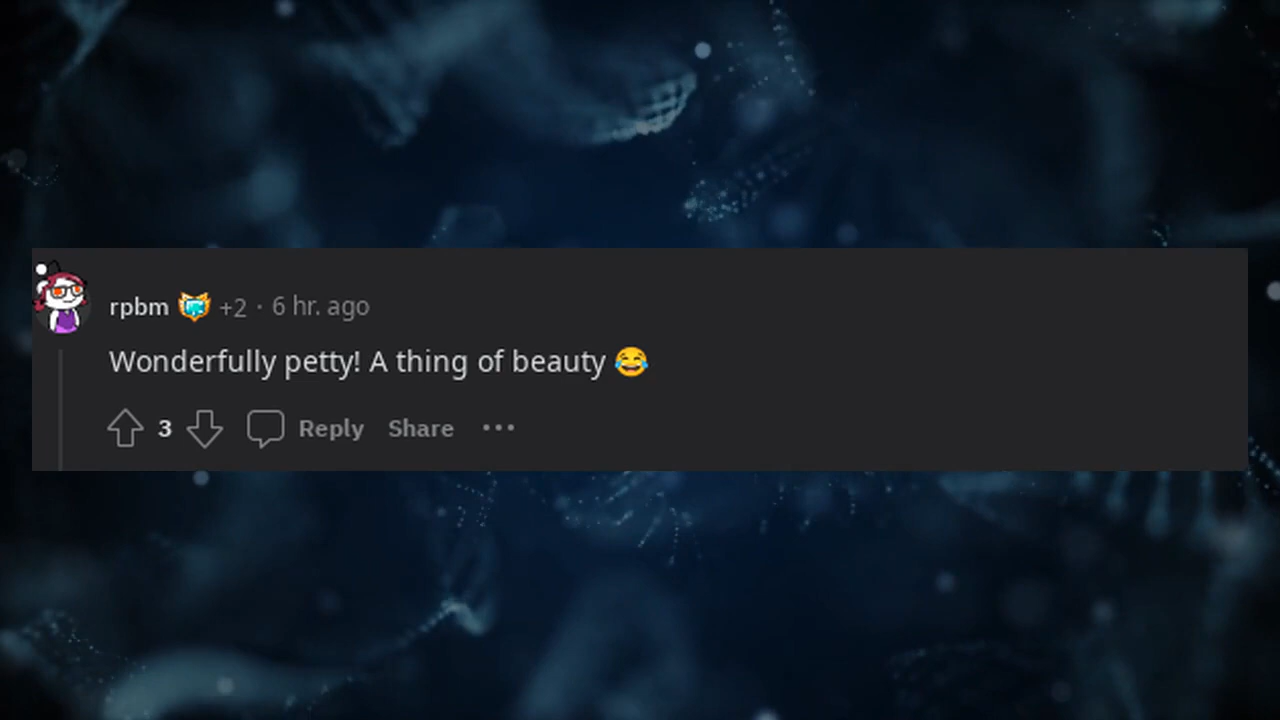 rpbm +2 · 6 hr. ago
Wonderfully petty! A thing of beauty 😂
3 Reply Share •••